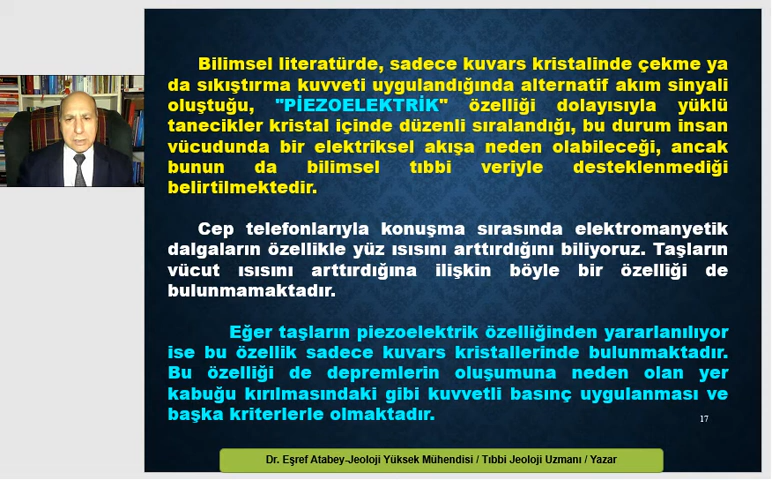 Bilimsel literatürde, sadece kuvars kristalinde çekme ya
da sıkıştırma kuvveti uygulandığında alternatif akım sinyali
oluştuğu, "PİEZOELEKTRİK" özelliği dolayısıyla yüklü
tanecikler kristal içinde düzenli sıralandığı, bu durum insan
vücudunda bir elektriksel akışa neden olabileceği, ancak
bunun da bilimsel tıbbi veriyle desteklenmediği
belirtilmektedir.
Cep telefonlarıyla konuşma sırasında elektromanyetik
dalgaların özellikle yüz ısısını arttırdığını biliyoruz. Taşların
vücut ısısını arttırdığına ilişkin böyle bir özelliği de
bulunmamaktadır.
Eğer taşların piezoelektrik özelliğinden yararlanılıyor
ise bu özellik sadece kuvars kristallerinde bulunmaktadır.
Bu özelliği de depremlerin oluşumuna neden olan yer
kabuğu kırılmasındaki gibi kuvvetli basınç uygulanması ve
başka kriterlerle olmaktadır.
17
Dr. Eşref Atabey-Jeoloji Yüksek Mühendisi / Tıbbi Jeoloji Uzmanı / Yazar